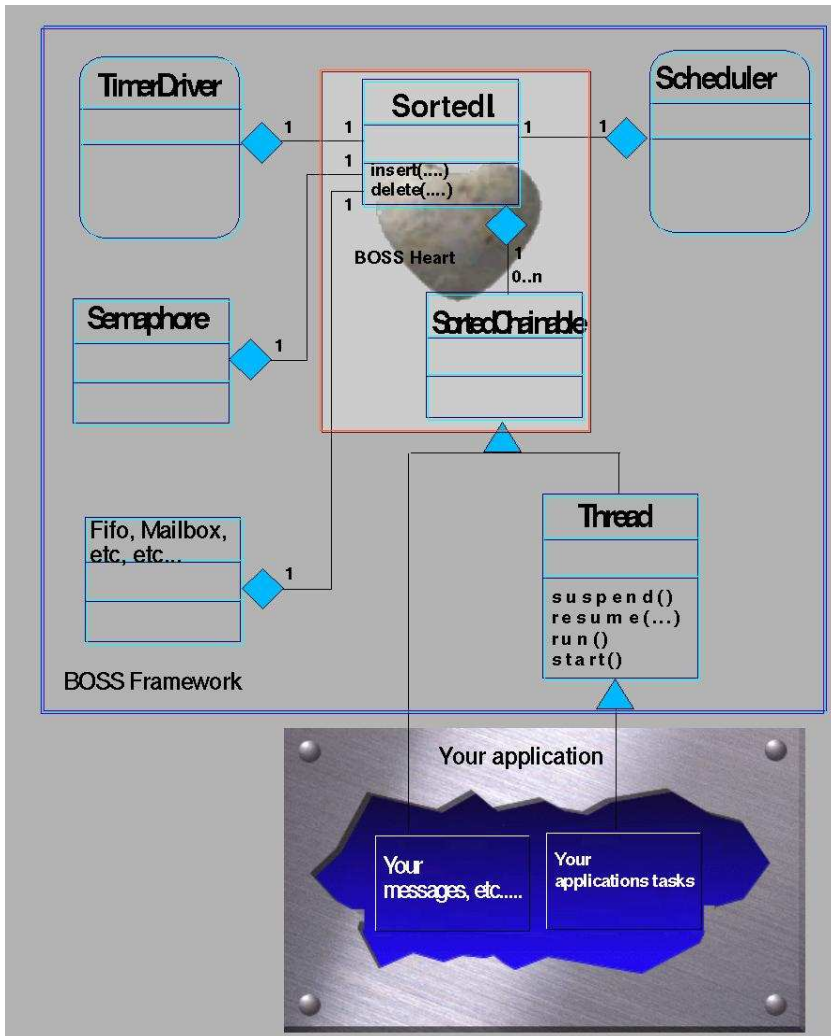 TimerDriver
SortedL
Scheduler
1
1
1
1
1
insert(....)
delete(....)
1
BOSS Heart
1
0..n
Semaphore
1
SortedChainable
Thread
Fifo, Mailbox,
etc, etc...
1
suspend()
resume(...)
run()
start()
BOSS Framework
Your application
Your
messages, etc.....
Your
applications tasks